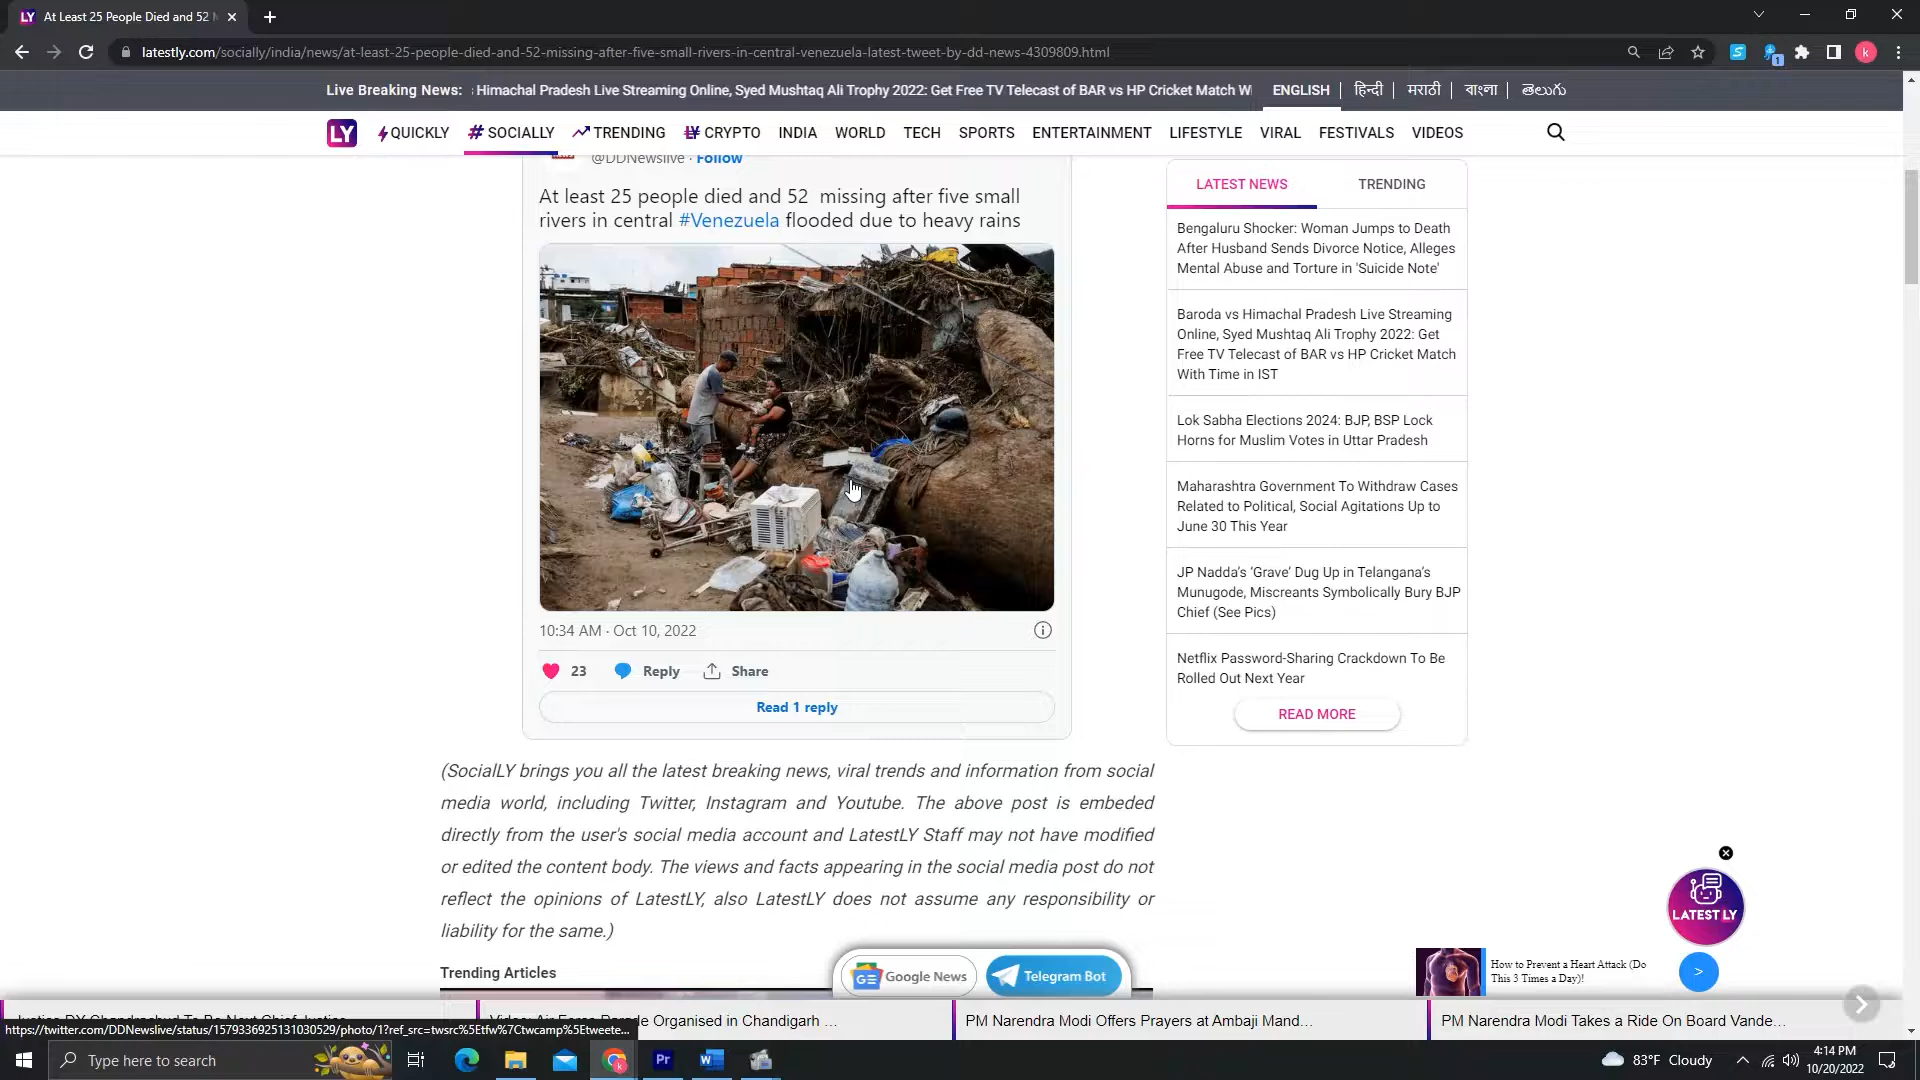 At Least 25 People Died and 52 M
latestly.com/socially/india/news/at-least-25-people-died-and-52-missing-after-five-small-rivers-in-central-venezuela-latest-tweet-by-dd-news-4309809.html
k
Live Breaking News: : Himachal Pradesh Live Streaming Online, Syed Mushtaq Ali Trophy 2022: Get Free TV Telecast of BAR vs HP Cricket Match Wi
ENGLISH हिन्दी मराठी বাংলা తెలుగు
LY QUICKLY # SOCIALLY TRENDING CRYPTO INDIA WORLD TECH SPORTS ENTERTAINMENT LIFESTYLE VIRAL FESTIVALS VIDEOS
@DDNewslive · Follow
At least 25 people died and 52 missing after five small
rivers in central #Venezuela flooded due to heavy rains
10:34 AM · Oct 10, 2022
23 Reply Share
Read 1 reply
LATEST NEWS TRENDING
Bengaluru Shocker: Woman Jumps to Death
After Husband Sends Divorce Notice, Alleges
Mental Abuse and Torture in 'Suicide Note'
Baroda vs Himachal Pradesh Live Streaming
Online, Syed Mushtaq Ali Trophy 2022: Get
Free TV Telecast of BAR vs HP Cricket Match
With Time in IST
Lok Sabha Elections 2024: BJP, BSP Lock
Horns for Muslim Votes in Uttar Pradesh
Maharashtra Government To Withdraw Cases
Related to Political, Social Agitations Up to
June 30 This Year
JP Nadda’s ‘Grave’ Dug Up in Telangana’s
Munugode, Miscreants Symbolically Bury BJP
Chief (See Pics)
Netflix Password-Sharing Crackdown To Be
Rolled Out Next Year
READ MORE
(SocialLY brings you all the latest breaking news, viral trends and information from social
media world, including Twitter, Instagram and Youtube. The above post is embeded
directly from the user's social media account and LatestLY Staff may not have modified
or edited the content body. The views and facts appearing in the social media post do not
reflect the opinions of LatestLY, also LatestLY does not assume any responsibility or
liability for the same.)
Trending Articles
GE Google News Telegram Bot
LATEST LY
How to Prevent a Heart Attack (Do
This 3 Times a Day)!
>
Justice DY Chandrachud To Be Next Chief Justice
Video: Air Force Parade Organised in Chandigarh ...
PM Narendra Modi Offers Prayers at Ambaji Mand...
PM Narendra Modi Takes a Ride On Board Vande...
https://twitter.com/DDNewslive/status/1579336925131030529/photo/1?ref_src=twsrc%5Etfw%7Ctwcamp%5Etweete...
Type here to search
Pr
83°F Cloudy
4:14 PM
10/20/2022